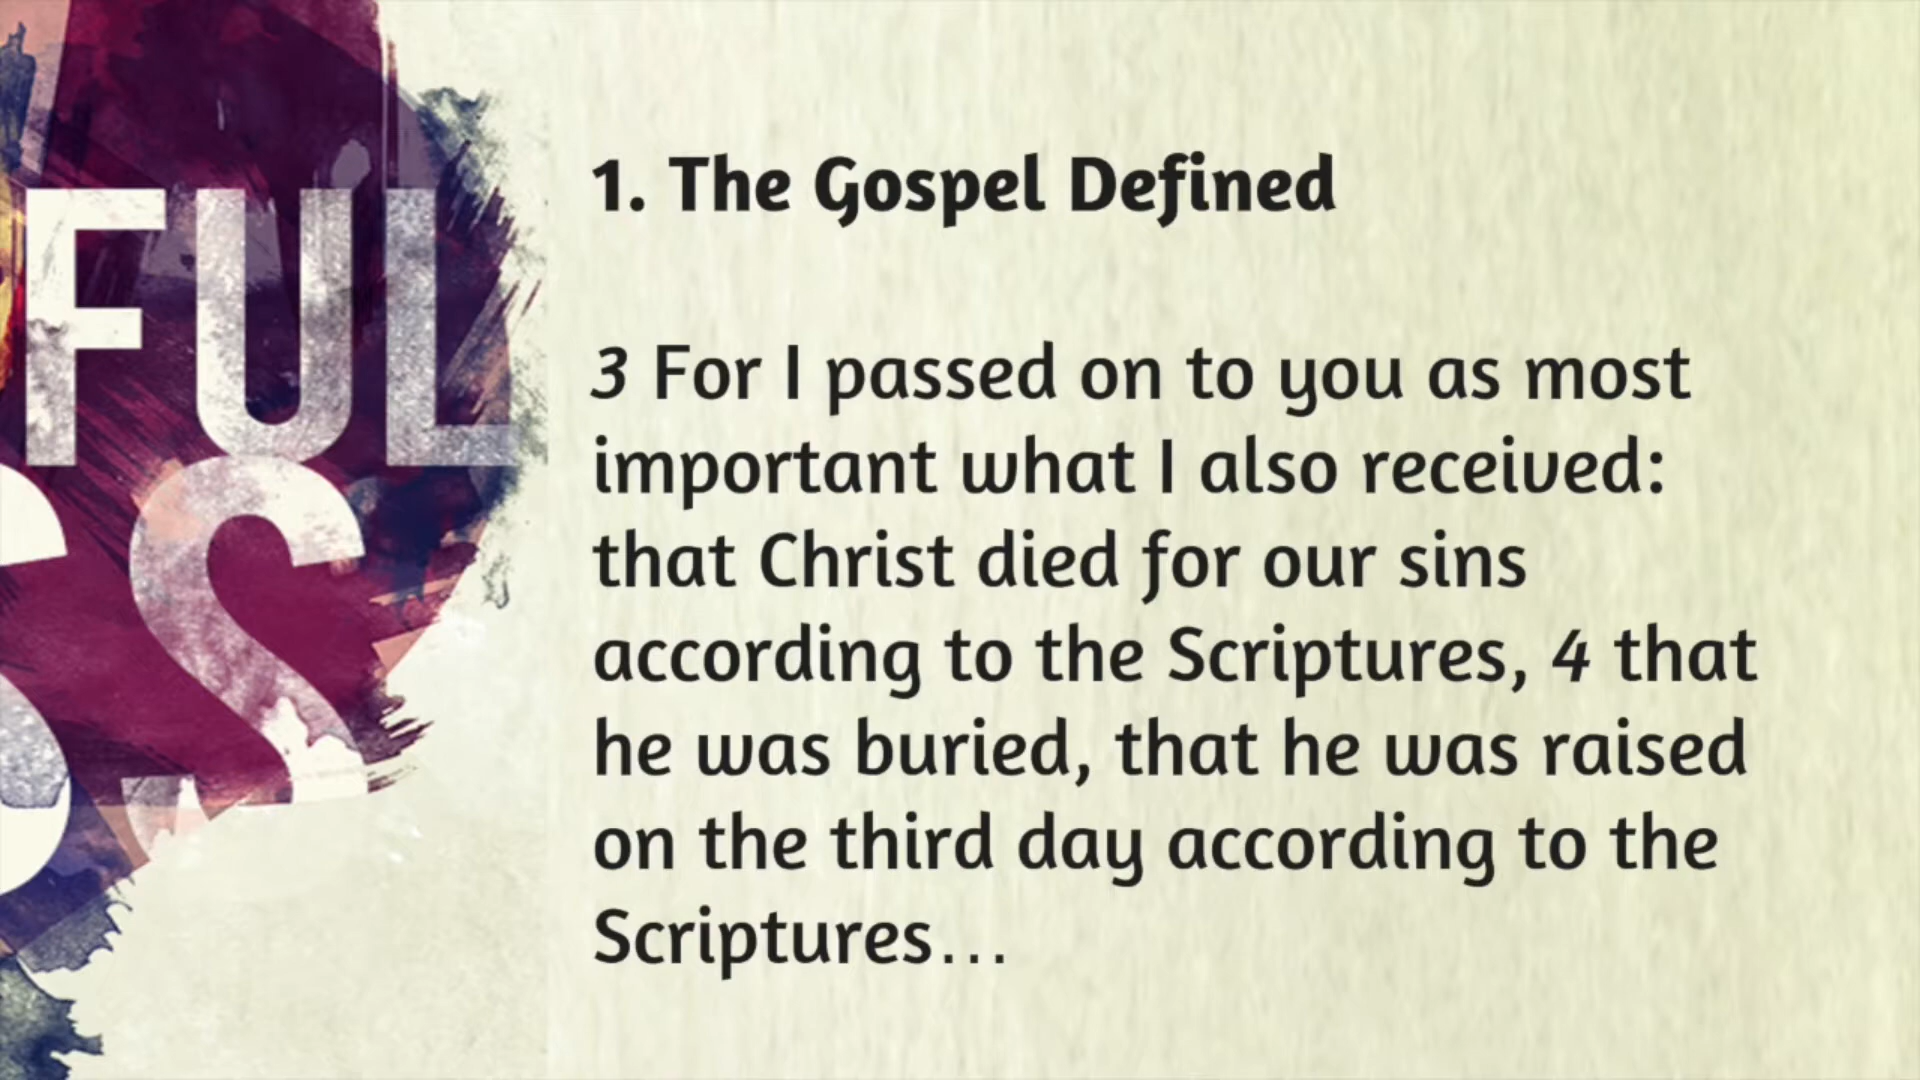 FUL
SS
1. The Gospel Defined
3 For I passed on to you as most
important what I also received:
that Christ died for our sins
according to the Scriptures, 4 that
he was buried, that he was raised
on the third day according to the
Scriptures…